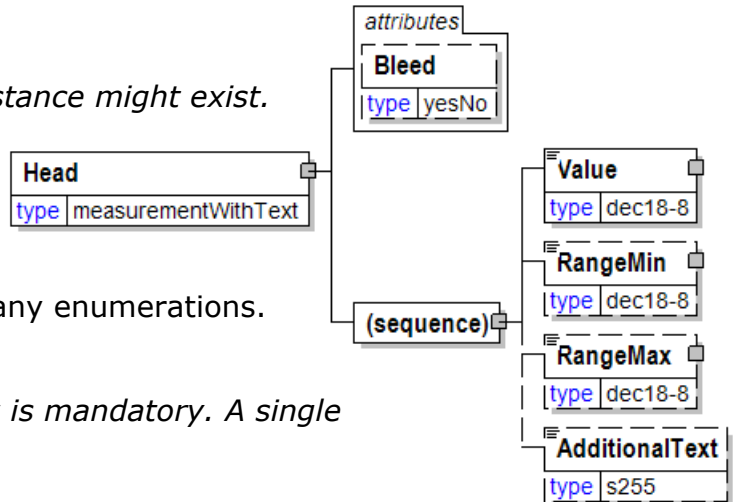 attributes
Bleed
type yesNo
stance might exist.
Head
type measurementWithText
Value
type dec18-8
RangeMin
type dec18-8
any enumerations.
(sequence)
RangeMax
type dec18-8
is mandatory. A single
AdditionalText
type s255